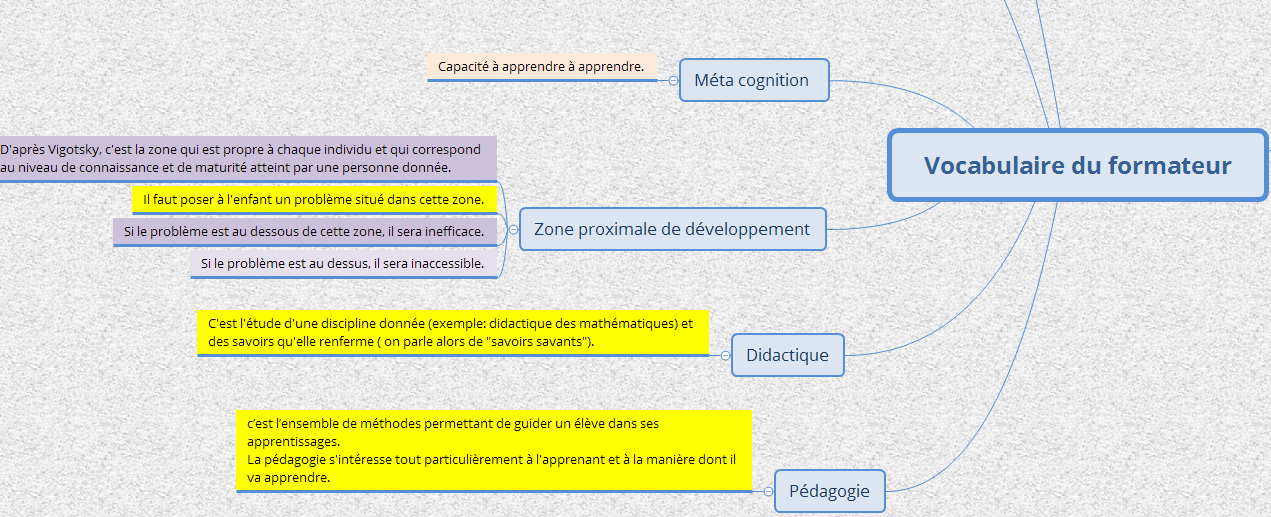 Vocabulaire du formateur
Méta cognition
Capacité à apprendre à apprendre.
Zone proximale de développement
D'après Vigotsky, c'est la zone qui est propre à chaque individu et qui correspond
au niveau de connaissance et de maturité atteint par une personne donnée.
Il faut poser à l'enfant un problème situé dans cette zone.
Si le problème est au dessous de cette zone, il sera inefficace.
Si le problème est au dessus, il sera inaccessible.
Didactique
C'est l'étude d'une discipline donnée (exemple: didactique des mathématiques) et
des savoirs qu'elle renferme ( on parle alors de "savoirs savants").
Pédagogie
c’est l’ensemble de méthodes permettant de guider un élève dans ses
apprentissages.
La pédagogie s'intéresse tout particulièrement à l'apprenant et à la manière dont il
va apprendre.